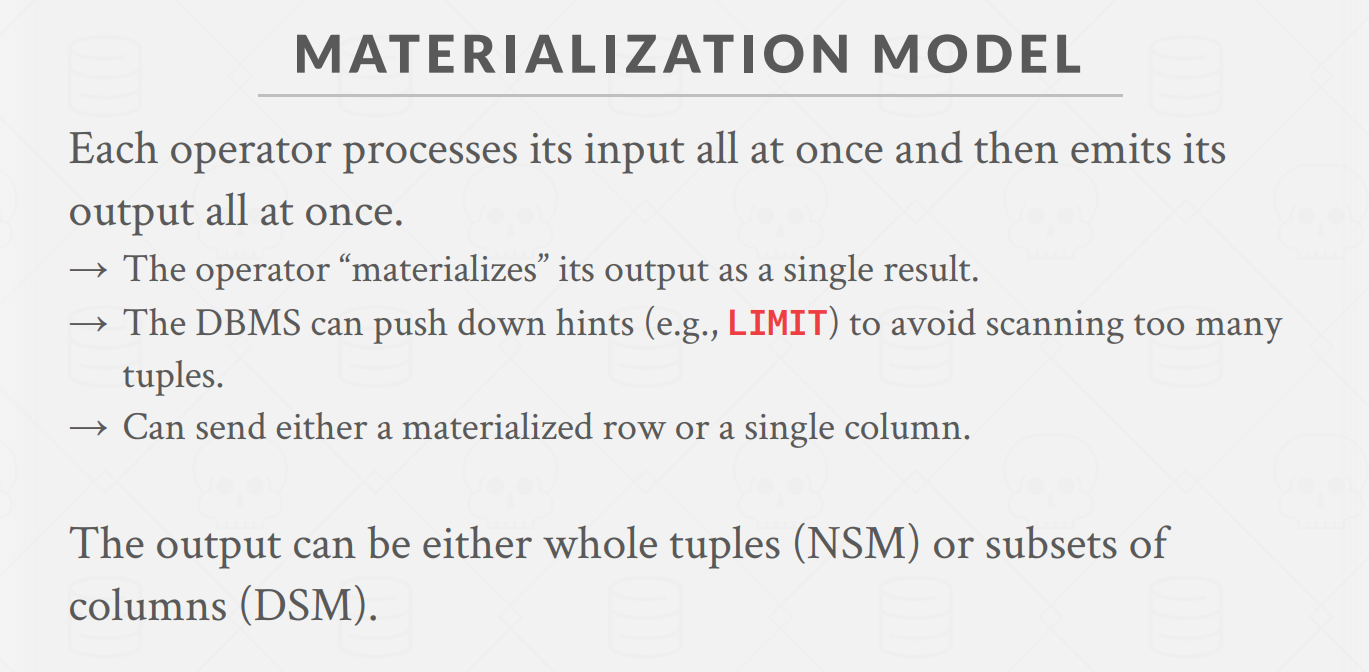 MATERIALIZATION MODEL
Each operator processes its input all at once and then emits its
output all at once.
→ The operator “materializes” its output as a single result.
→ The DBMS can push down hints (e.g., LIMIT) to avoid scanning too many
tuples.
→ Can send either a materialized row or a single column.
The output can be either whole tuples (NSM) or subsets of
columns (DSM).